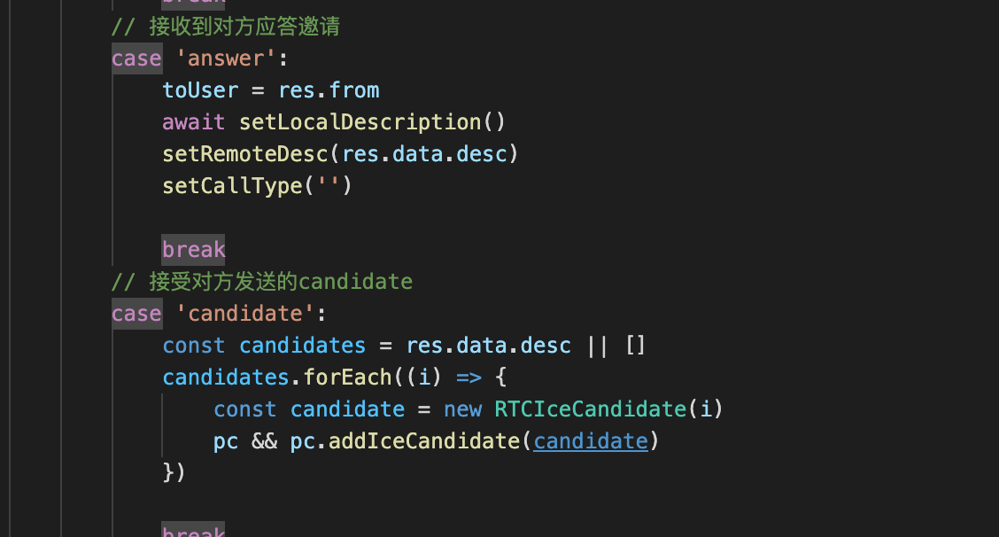 break
// 接收到对方应答邀请
case 'answer':
toUser = res.from
await setLocalDescription()
setRemoteDesc(res.data.desc)
setCallType('')
break
// 接受对方发送的candidate
case 'candidate':
const candidates = res.data.desc || []
candidates.forEach((i) => {
const candidate = new RTCIceCandidate(i)
pc && pc.addIceCandidate(candidate)
})
break